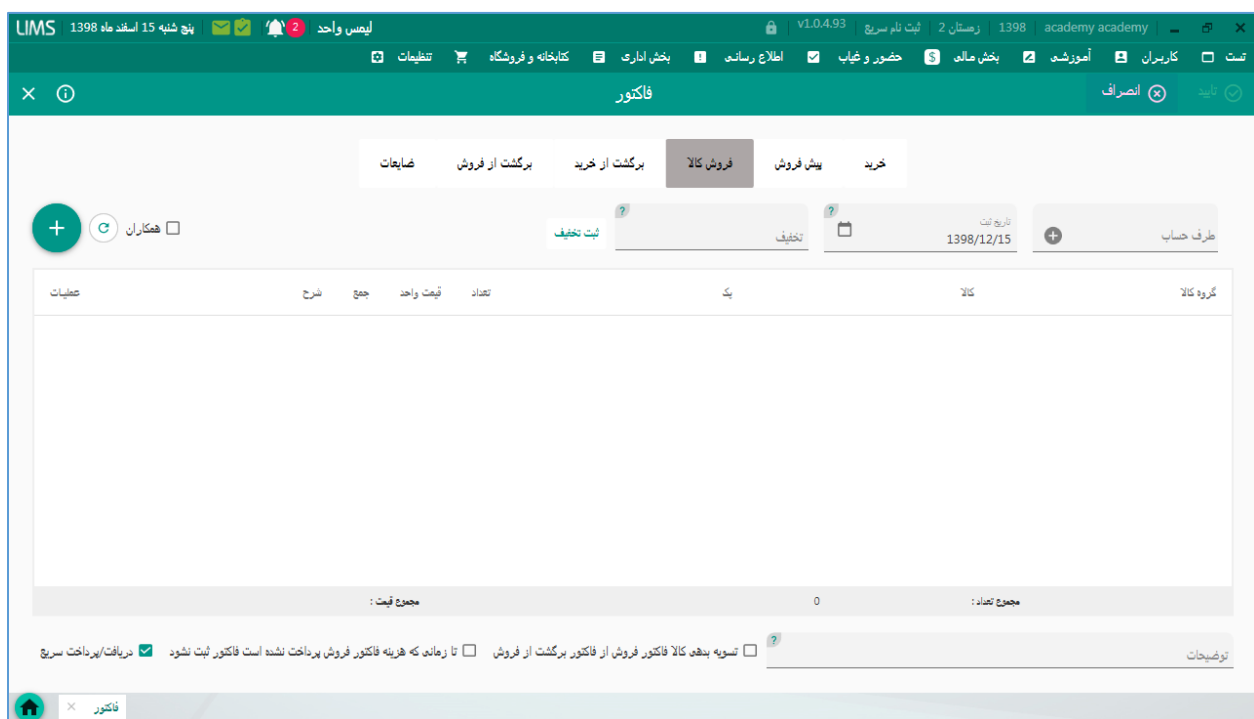 academy academy | 1398 | زمستان 2 | ثبت نام سریع | v1.0.4.93
لیمس واحد 2 پنج شنبه 15 اسفند ماه 1398 LIMS
تست کاربران آموزشی بخش مالی حضور و غیاب اطلاع رسانی بخش اداری کتابخانه و فروشگاه تنظیمات
تایید انصراف فاکتور
خرید پیش فروش فروش کالا برگشت از خرید برگشت از فروش ضایعات
طرف حساب تاریخ ثبت 1398/12/15 ? تخفیف ? ثبت تخفیف همکاران
گروه کالا کالا پک تعداد قیمت واحد جمع شرح عملیات
مجموع تعداد : 0 مجموع قیمت :
توضیحات ? تسویه بدهی کالا فاکتور فروش از فاکتور برگشت از فروش تا زمانی که هزینه فاکتور فروش پرداخت نشده است فاکتور ثبت نشود دریافت/پرداخت سریع
فاکتور